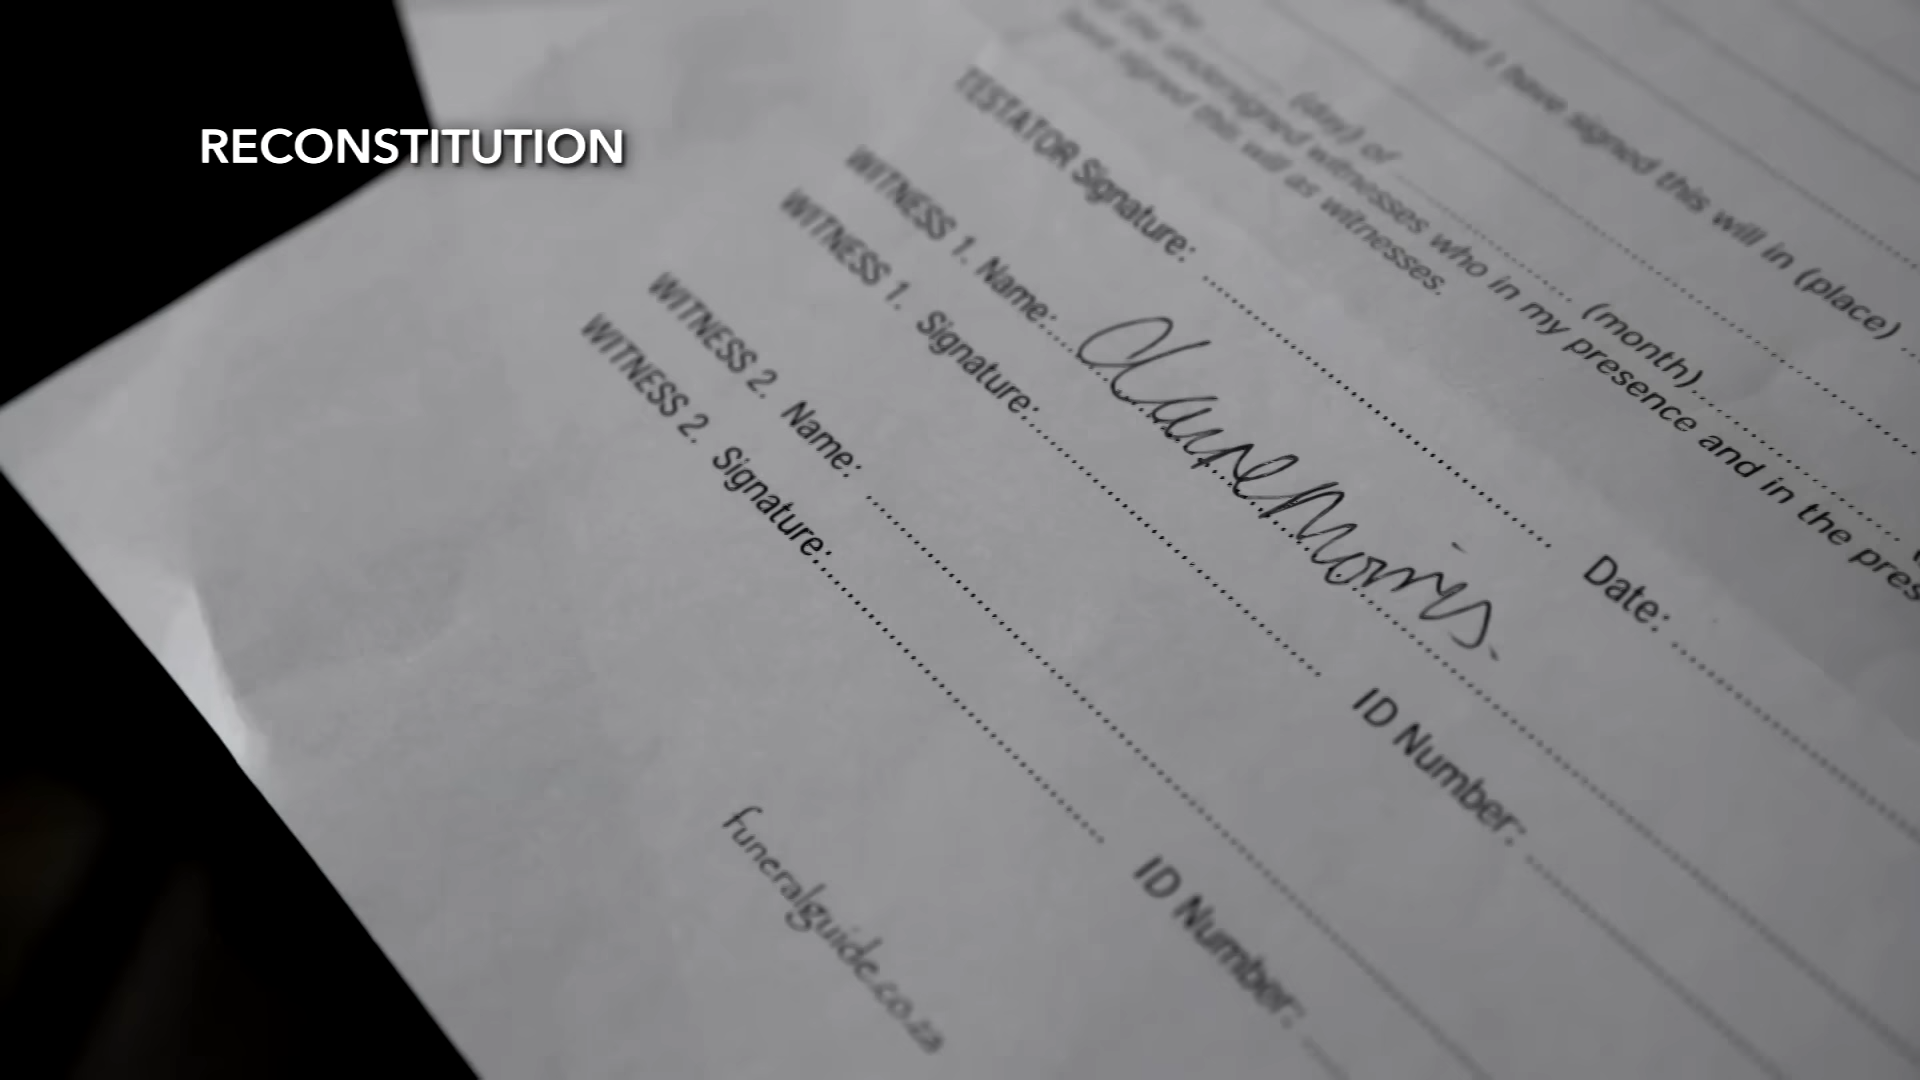 RECONSTITUTION
hereof I have signed this will in (place) ..
(day) of .................... (month)....................
the undersigned witnesses who in my presence and in the pres
have signed this will as witnesses.
TESTATOR Signature: .................... Date: ....................
WITNESS 1. Name: ....................
WITNESS 1. Signature: .................... ID Number: ....................
WITNESS 2. Name: ....................
WITNESS 2. Signature: .................... ID Number: ....................
funeralguide.co.za